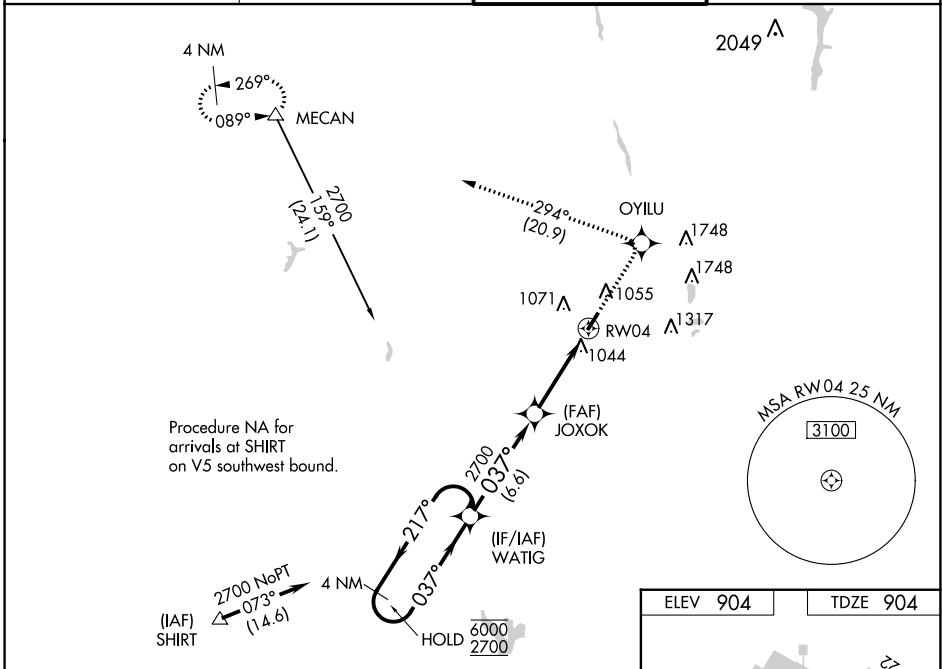 2049
4 NM
269°
089°
MECAN
2700
159°
(24.1)
294°
(20.9)
OYILU
1748
1748
1071
1055
RW04
1317
1044
(FAF)
JOXOK
MSA RW04 25 NM
3100
Procedure NA for
arrivals at SHIRT
on V5 southwest bound.
2700
037°
(6.6)
217°
037°
(IF/IAF)
WATIG
2700 NoPT
073°
(14.6)
4 NM
(IAF)
SHIRT
HOLD
6000
2700
ELEV 904
TDZE 904
22